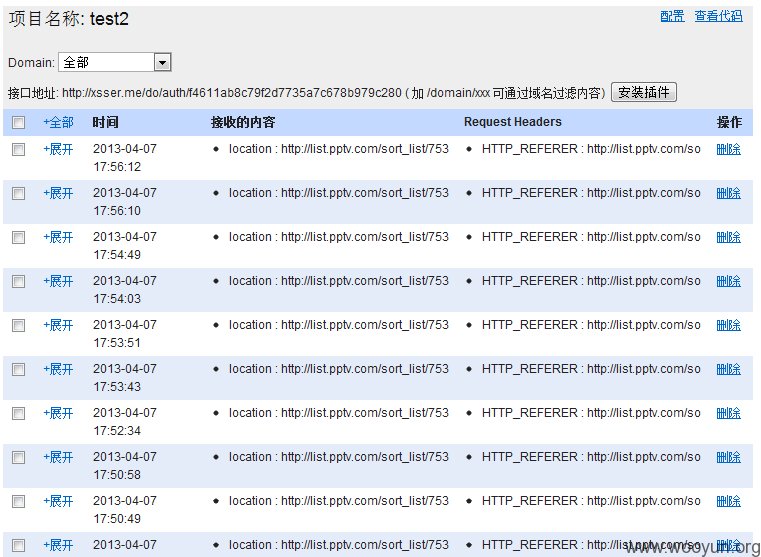 项目名称: test2
配置 查看代码
Domain: 全部
接口地址: http://xsser.me/do/auth/f4611ab8c79f2d7735a7c678b979c280 ( 加 /domain/xxx 可通过域名过滤内容) 安装插件
+全部 时间 接收的内容 Request Headers 操作
+展开 2013-04-07 17:56:12 location : http://list.pptv.com/sort_list/753 HTTP_REFERER : http://list.pptv.com/so 删除
+展开 2013-04-07 17:56:10 location : http://list.pptv.com/sort_list/753 HTTP_REFERER : http://list.pptv.com/so 删除
+展开 2013-04-07 17:54:49 location : http://list.pptv.com/sort_list/753 HTTP_REFERER : http://list.pptv.com/so 删除
+展开 2013-04-07 17:54:03 location : http://list.pptv.com/sort_list/753 HTTP_REFERER : http://list.pptv.com/so 删除
+展开 2013-04-07 17:53:51 location : http://list.pptv.com/sort_list/753 HTTP_REFERER : http://list.pptv.com/so 删除
+展开 2013-04-07 17:53:43 location : http://list.pptv.com/sort_list/753 HTTP_REFERER : http://list.pptv.com/so 删除
+展开 2013-04-07 17:52:34 location : http://list.pptv.com/sort_list/753 HTTP_REFERER : http://list.pptv.com/so 删除
+展开 2013-04-07 17:50:58 location : http://list.pptv.com/sort_list/753 HTTP_REFERER : http://list.pptv.com/so 删除
+展开 2013-04-07 17:50:49 location : http://list.pptv.com/sort_list/753 HTTP_REFERER : http://list.pptv.com/so 删除
+展开 2013-04-07 location : http://list.pptv.com/sort_list/753 HTTP_REFERER : http://list.pptv.com/so 删除
www.wooyun.org